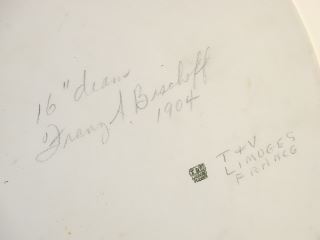 16" diam
Franz A. Bischoff
1904
T & V
LIMOGES
FRANCE